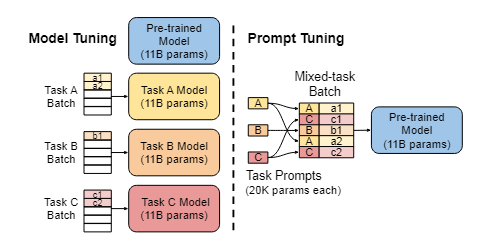 Model Tuning
Pre-trained
Model
(11B params)
Task A
Batch
a1
a2
Task A Model
(11B params)
Task B
Batch
b1
Task B Model
(11B params)
Task C
Batch
c1
c2
Task C Model
(11B params)
Prompt Tuning
Mixed-task
Batch
A
B
C
A a1
C c1
B b1
A a2
C c2
Pre-trained
Model
(11B params)
Task Prompts
(20K params each)